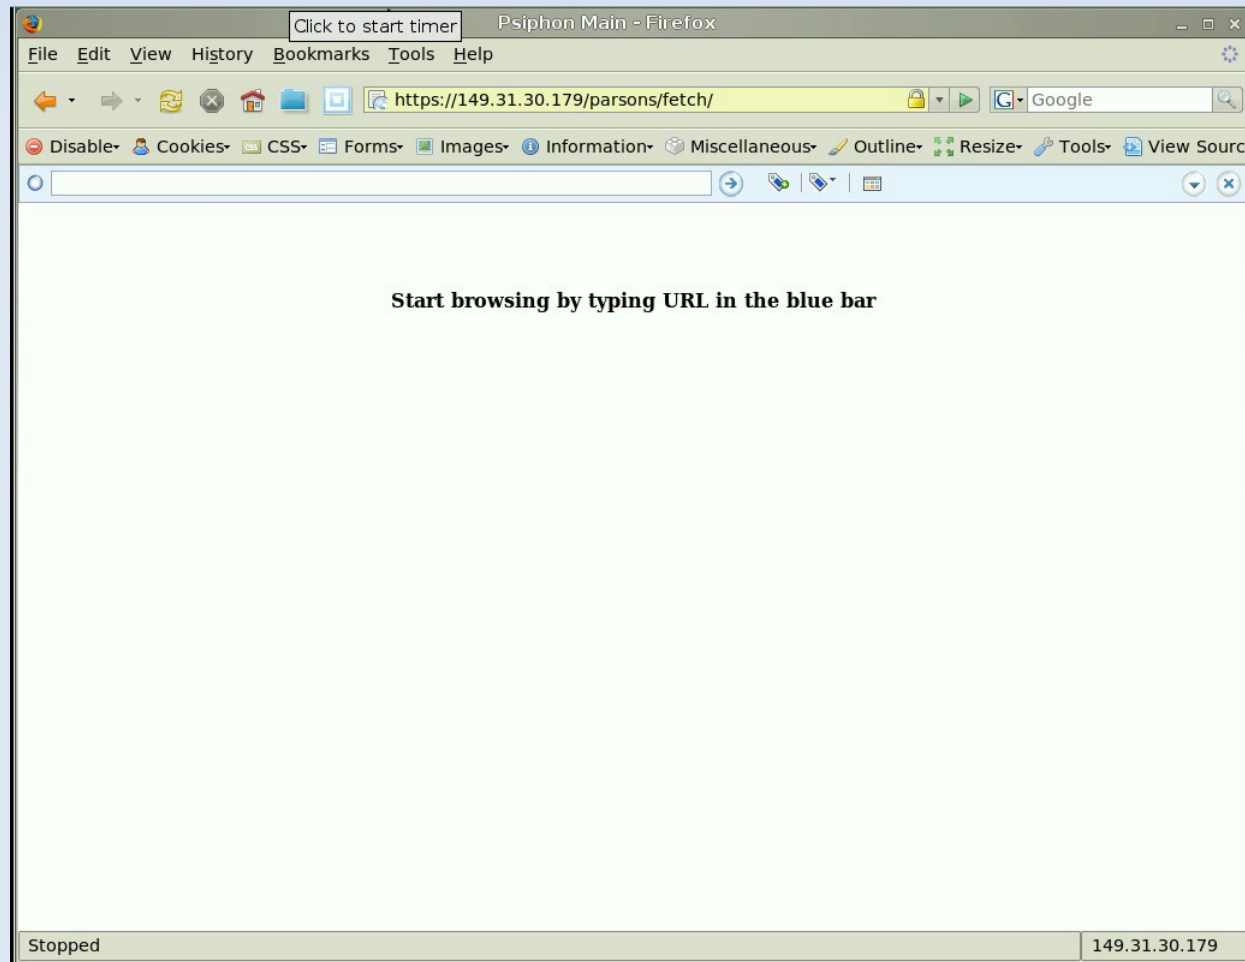 Click to start timer
Psiphon Main - Firefox
File Edit View History Bookmarks Tools Help
https://149.31.30.179/parsons/fetch/ G Google
Disable Cookies CSS Forms Images Information Miscellaneous Outline Resize Tools View Sourc
Start browsing by typing URL in the blue bar
Stopped 149.31.30.179